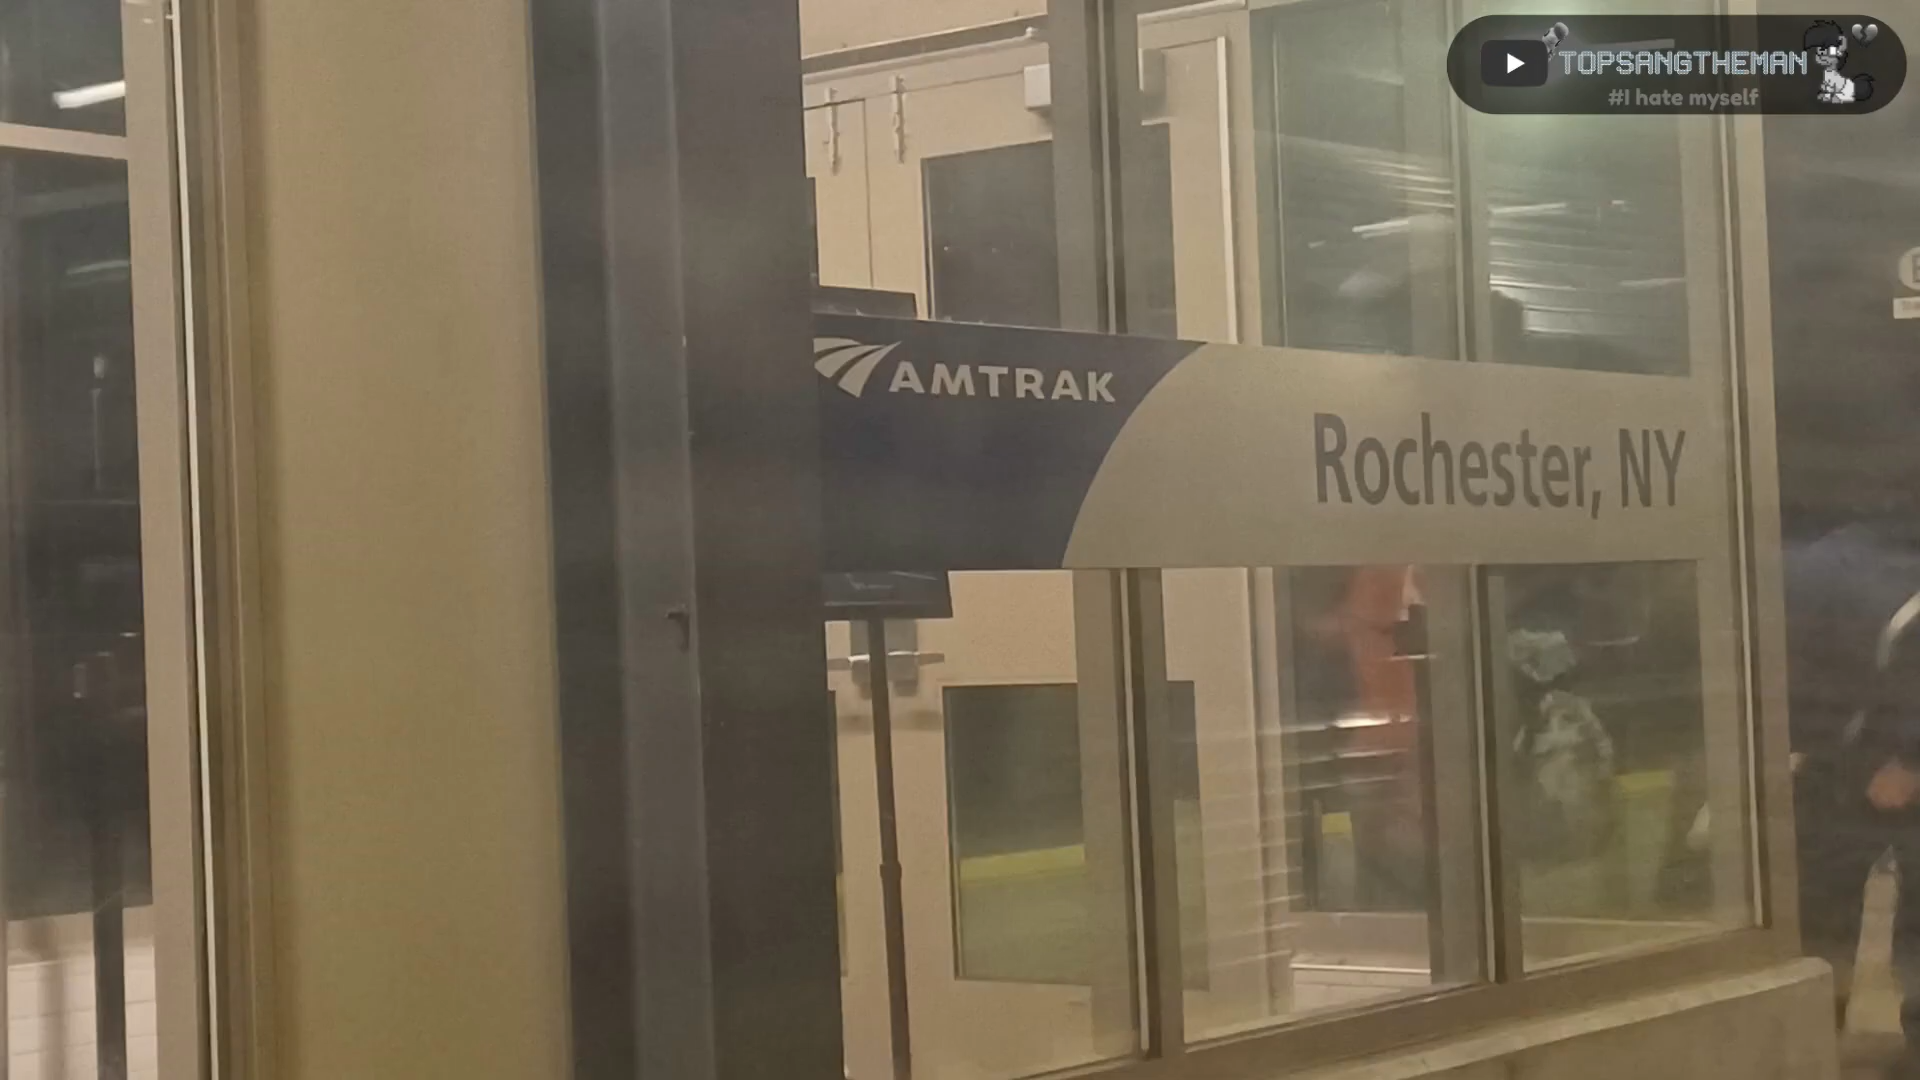 TOPSANGTHEMAN
#I hate myself
AMTRAK
Rochester, NY